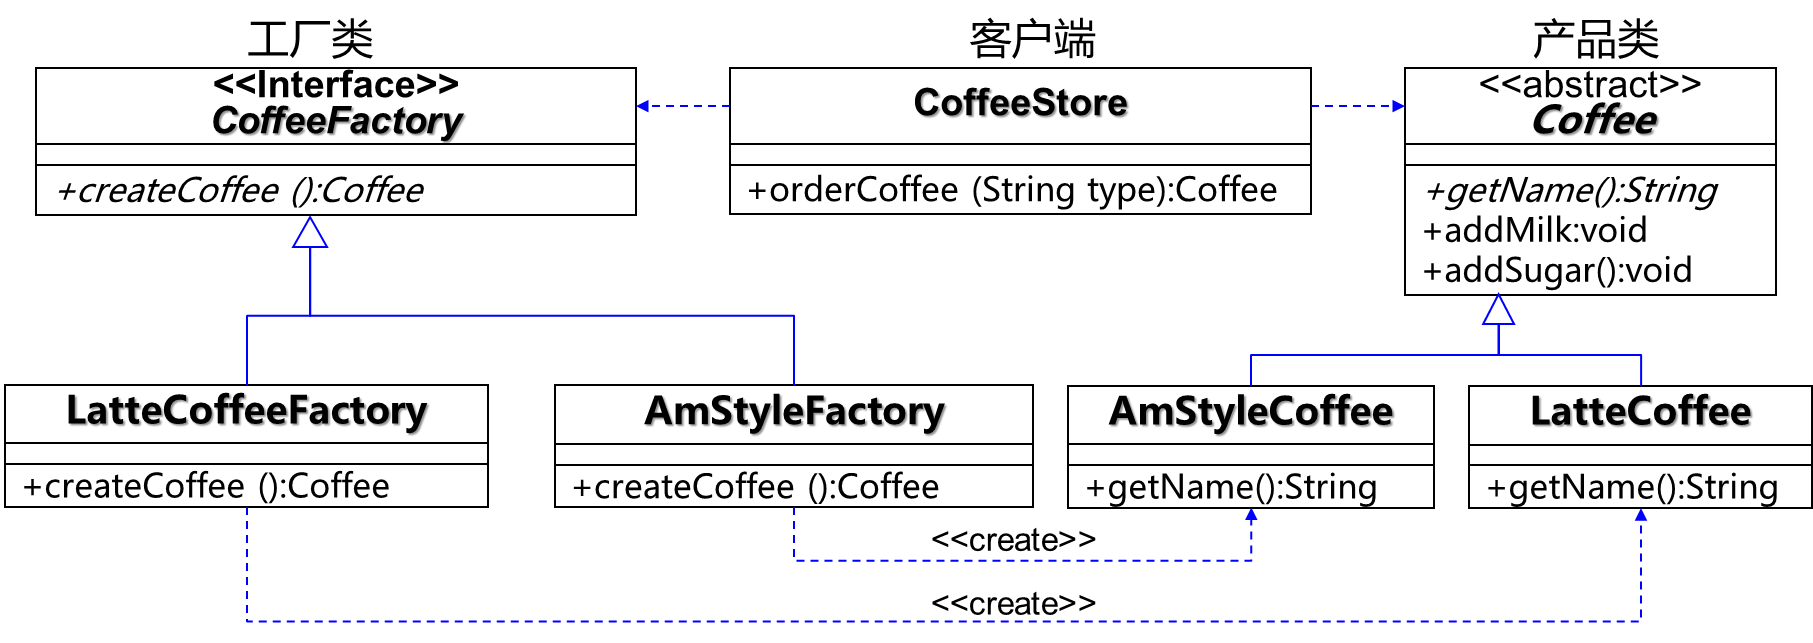 工厂类
<<Interface>>
CoffeeFactory
+createCoffee ():Coffee
客户端
CoffeeStore
+orderCoffee (String type):Coffee
产品类
<<abstract>>
Coffee
+getName():String
+addMilk:void
+addSugar():void
LatteCoffeeFactory
+createCoffee ():Coffee
AmStyleFactory
+createCoffee ():Coffee
AmStyleCoffee
+getName():String
LatteCoffee
+getName():String
<<create>>
<<create>>